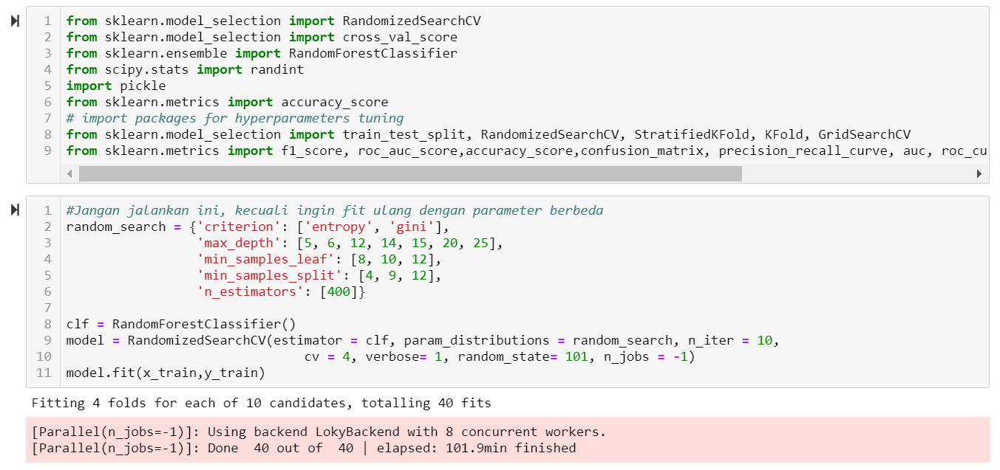 1 from sklearn.model_selection import RandomizedSearchCV
2 from sklearn.model_selection import cross_val_score
3 from sklearn.ensemble import RandomForestClassifier
4 from scipy.stats import randint
5 import pickle
6 from sklearn.metrics import accuracy_score
7 # import packages for hyperparameters tuning
8 from sklearn.model_selection import train_test_split, RandomizedSearchCV, StratifiedKFold, KFold, GridSearchCV
9 from sklearn.metrics import f1_score, roc_auc_score,accuracy_score,confusion_matrix, precision_recall_curve, auc, roc_cu
1 #Jangan jalankan ini, kecuali ingin fit ulang dengan parameter berbeda
2 random_search = {'criterion': ['entropy', 'gini'],
3 'max_depth': [5, 6, 12, 14, 15, 20, 25],
4 'min_samples_leaf': [8, 10, 12],
5 'min_samples_split': [4, 9, 12],
6 'n_estimators': [400]}
7
8 clf = RandomForestClassifier()
9 model = RandomizedSearchCV(estimator = clf, param_distributions = random_search, n_iter = 10,
10 cv = 4, verbose= 1, random_state= 101, n_jobs = -1)
11 model.fit(x_train,y_train)
Fitting 4 folds for each of 10 candidates, totalling 40 fits
[Parallel(n_jobs=-1)]: Using backend LokyBackend with 8 concurrent workers.
[Parallel(n_jobs=-1)]: Done  40 out of  40 | elapsed: 101.9min finished